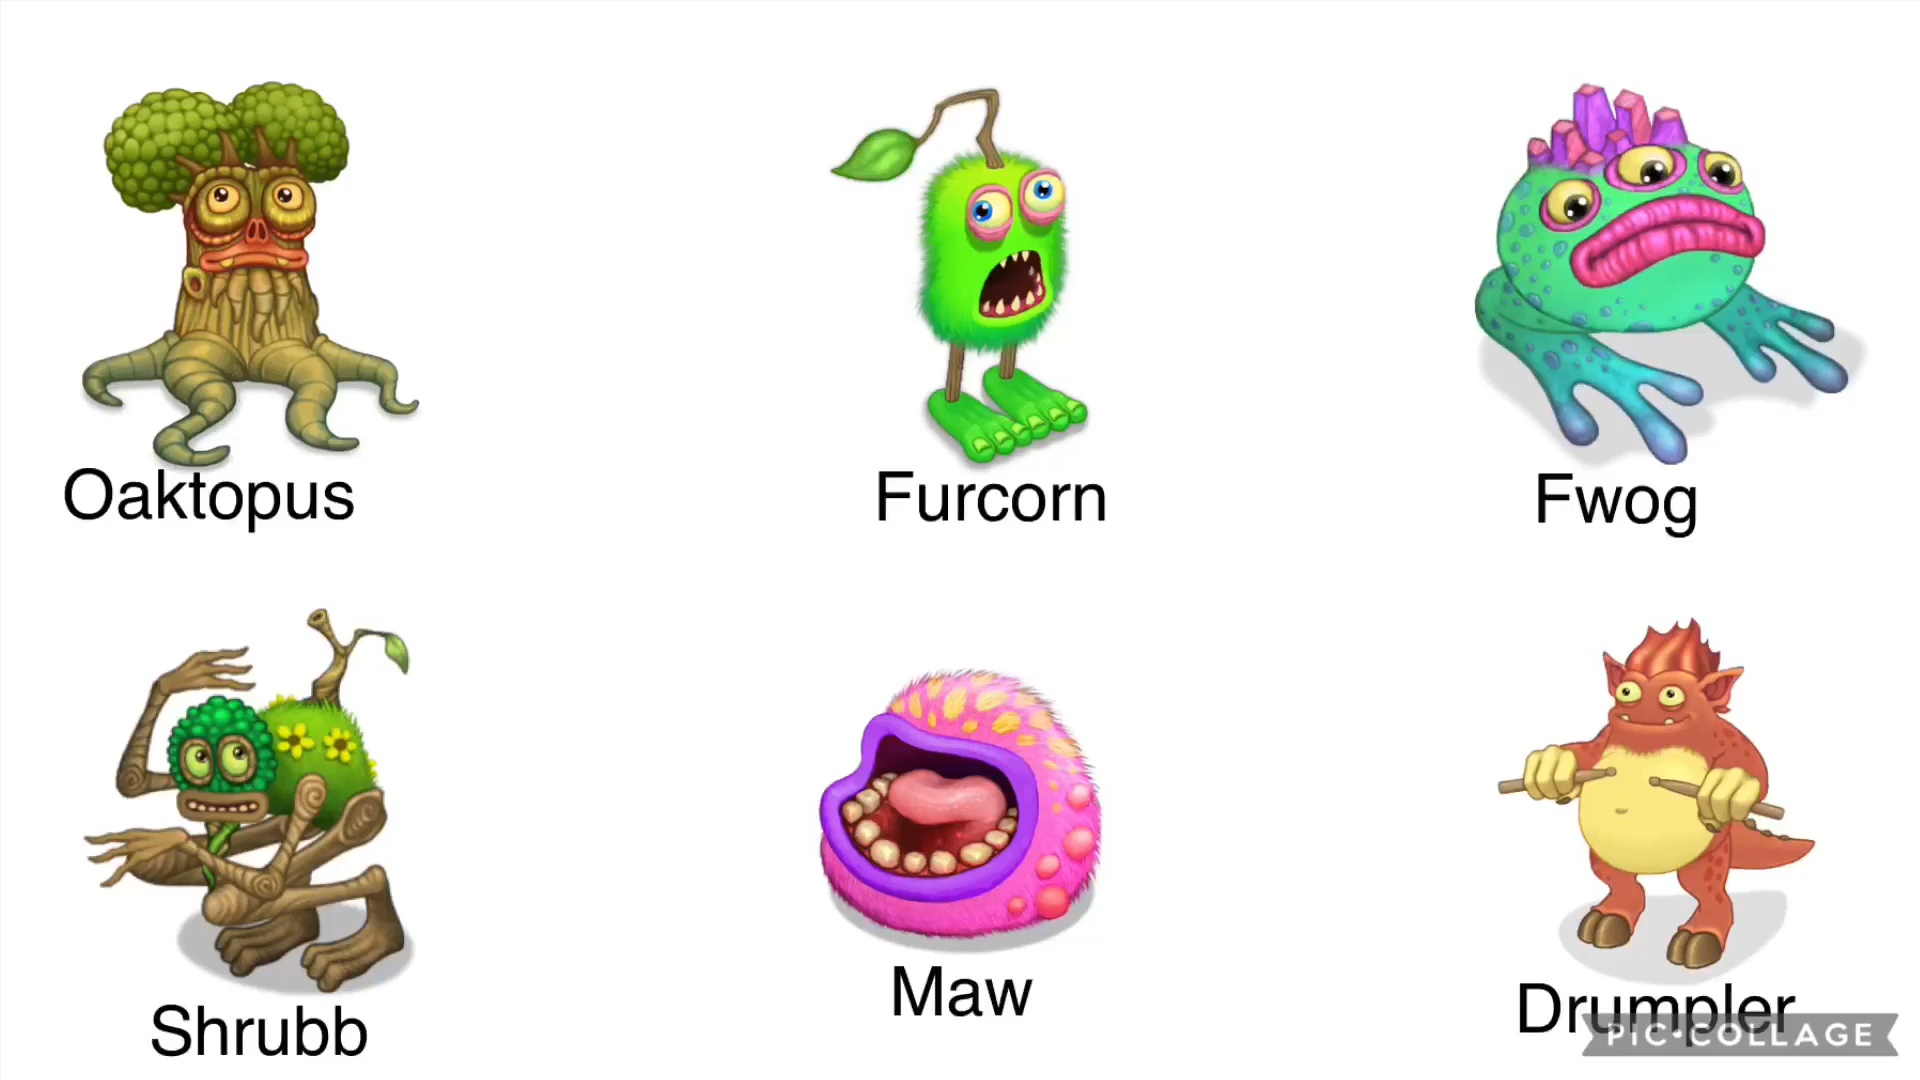 Oaktopus
Furcorn
Fwog
Shrubb
Maw
Drumpler
PIC•COLLAGE